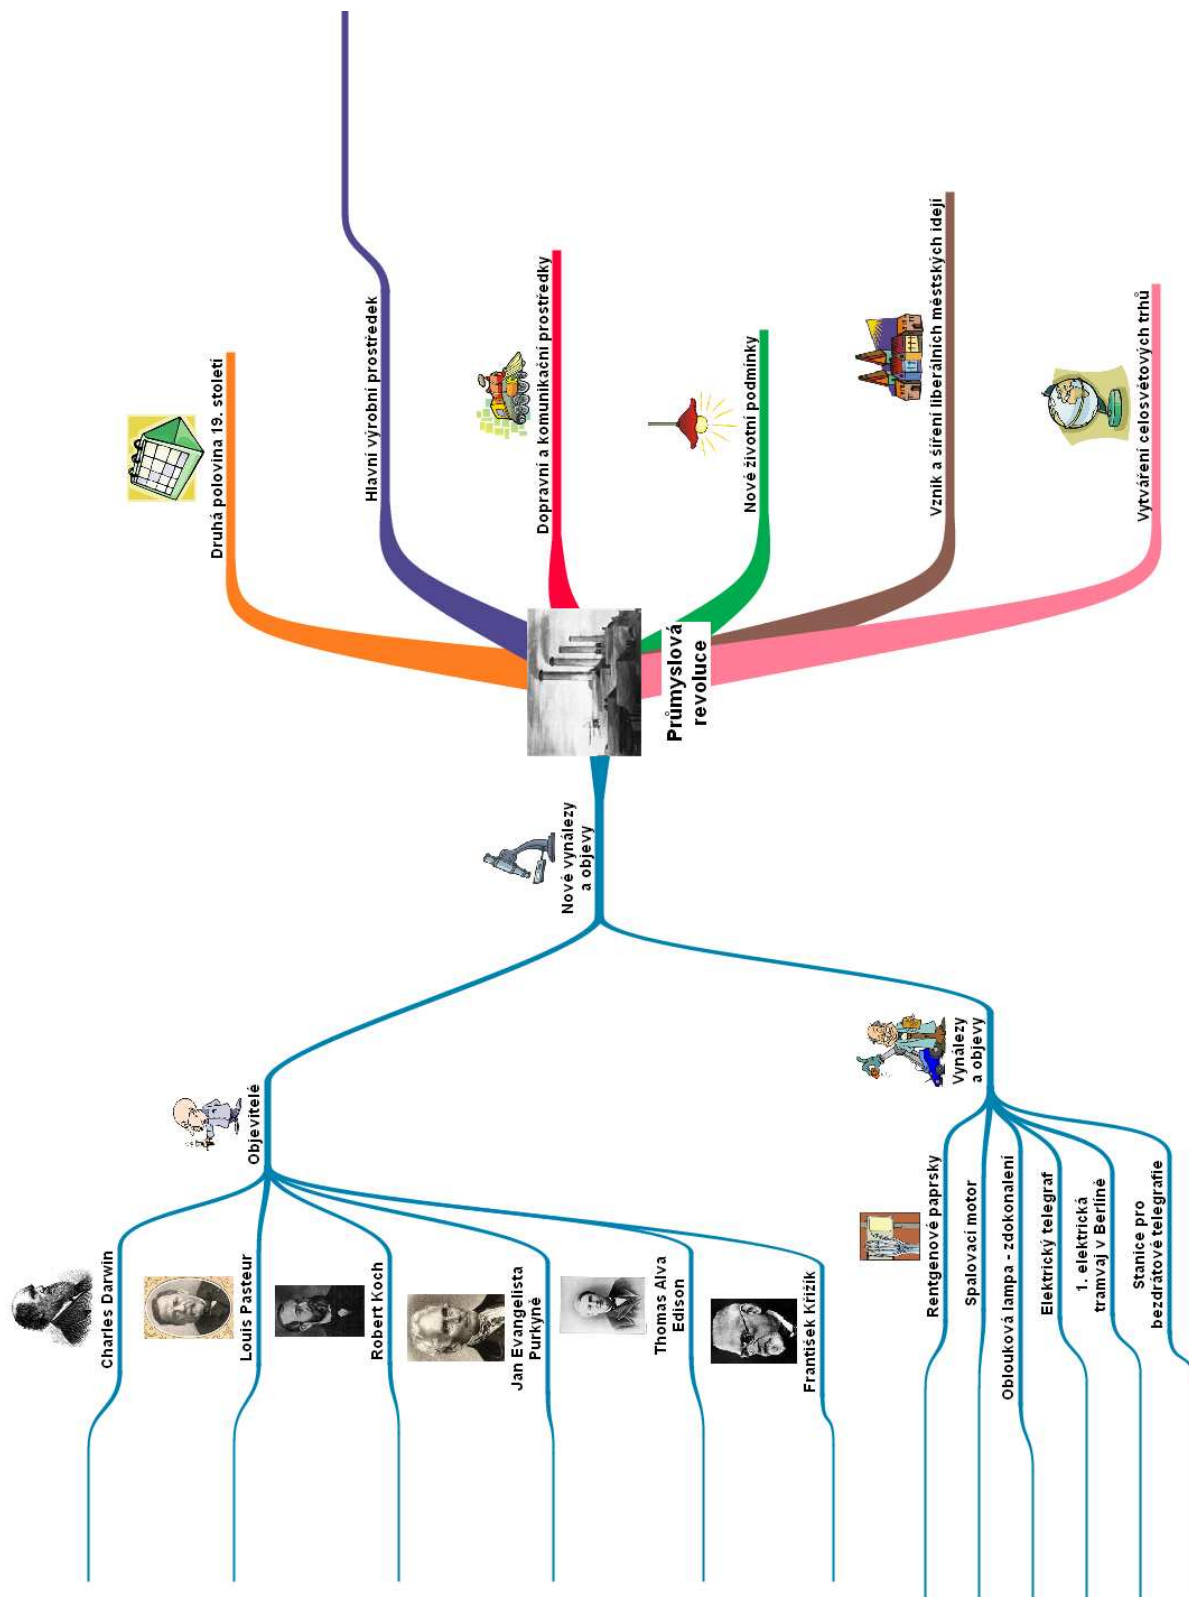 Průmyslová
revoluce
Druhá polovina 19. století
Hlavní výrobní prostředek
Dopravní a komunikační prostředky
Nové životní podmínky
Vznik a šíření liberálních městských idejí
Vytváření celosvětových trhů
Nové vynálezy
a objevy
Objevitelé
Charles Darwin
Louis Pasteur
Robert Koch
Jan Evangelista
Purkyně
Thomas Alva
Edison
František Křižík
Vynálezy
a objevy
Rentgenové paprsky
Spalovací motor
Oblouková lampa - zdokonalení
Elektrický telegraf
1. elektrická
tramvaj v Berlíně
Stanice pro
bezdrátové telegrafie